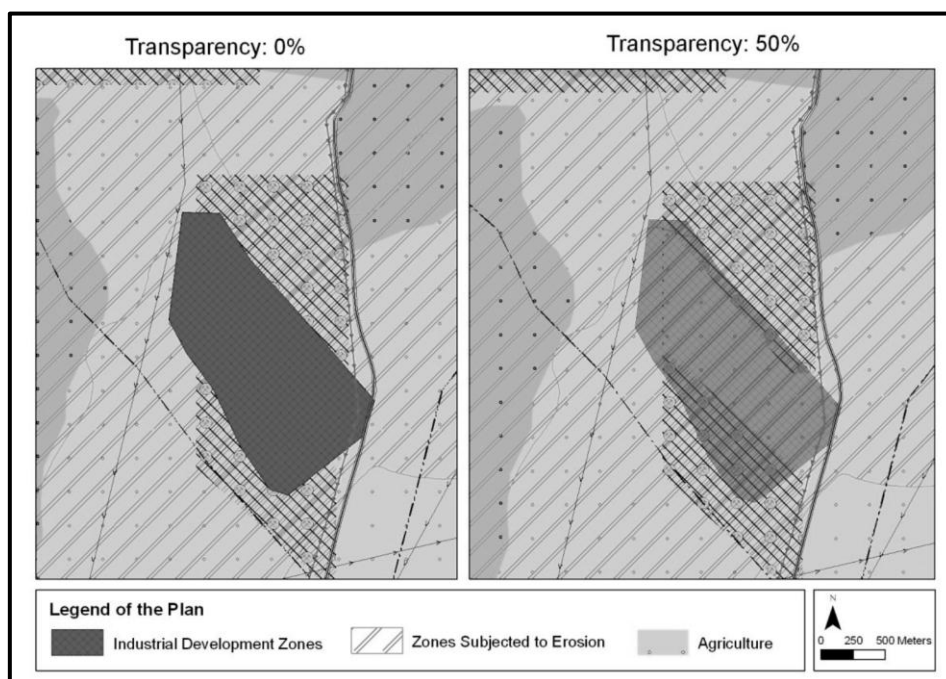 Transparency: 0%
Transparency: 50%
Legend of the Plan
Industrial Development Zones
Zones Subjected to Erosion
Agriculture
N
0 250 500 Meters